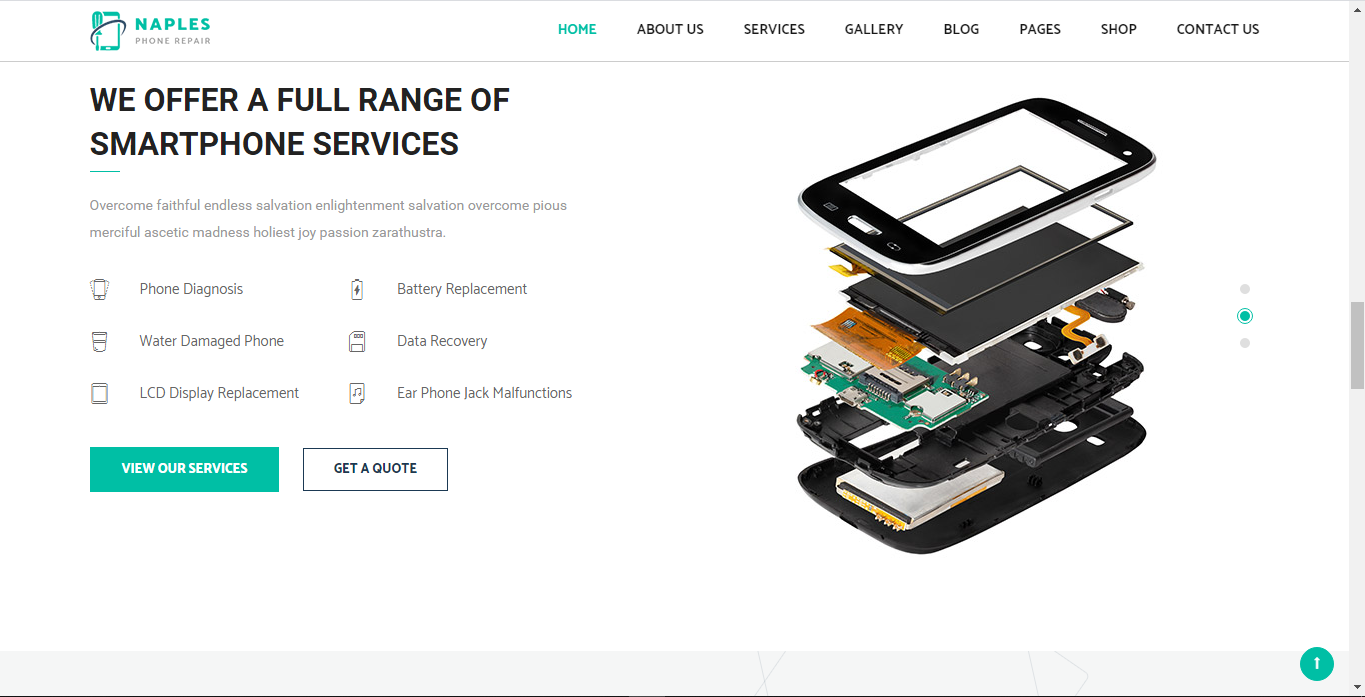 NAPLES
PHONE REPAIR
HOME ABOUT US SERVICES GALLERY BLOG PAGES SHOP CONTACT US
WE OFFER A FULL RANGE OF
SMARTPHONE SERVICES
Overcome faithful endless salvation enlightenment salvation overcome pious
merciful ascetic madness holiest joy passion zarathustra.
Phone Diagnosis Battery Replacement
Water Damaged Phone Data Recovery
LCD Display Replacement Ear Phone Jack Malfunctions
VIEW OUR SERVICES GET A QUOTE